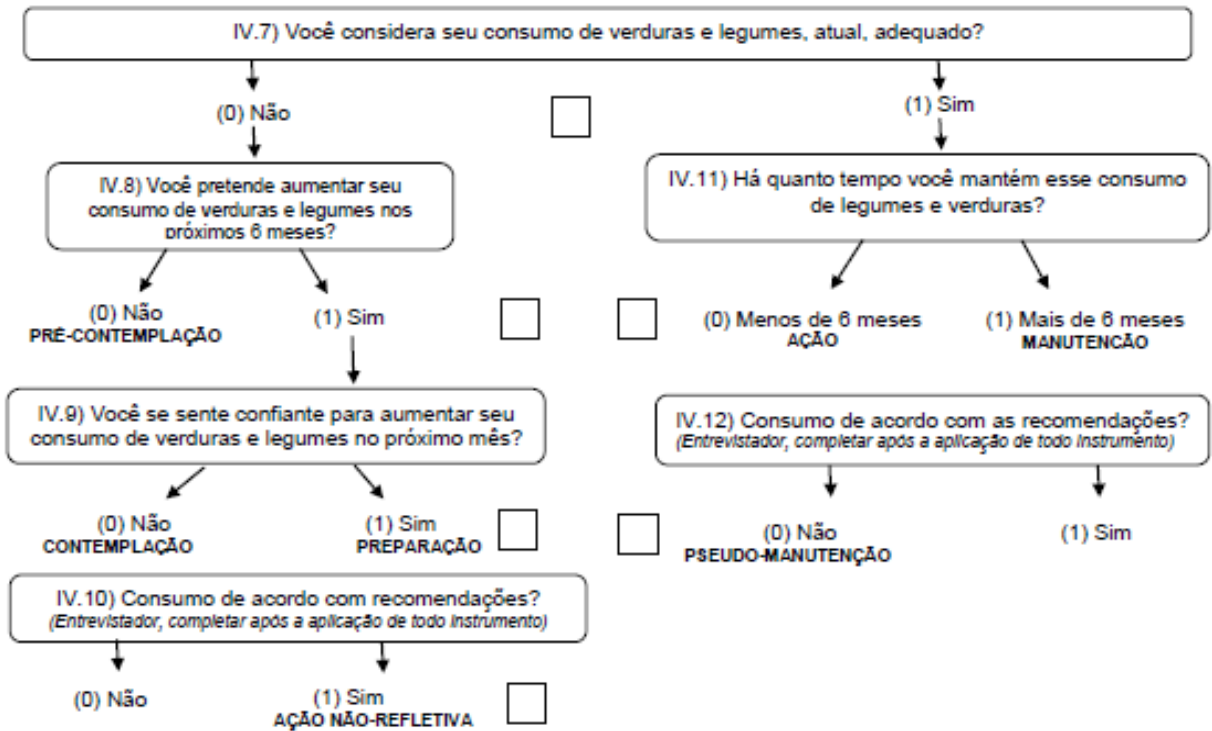 IV.7) Você considera seu consumo de verduras e legumes, atual, adequado?
(0) Não
(1) Sim
IV.8) Você pretende aumentar seu
consumo de verduras e legumes nos
próximos 6 meses?
(0) Não
PRÉ-CONTEMPLAÇÃO
(1) Sim
IV.9) Você se sente confiante para aumentar seu
consumo de verduras e legumes no próximo mês?
(0) Não
CONTEMPLAÇÃO
(1) Sim
PREPARAÇÃO
IV.10) Consumo de acordo com recomendações?
(Entrevistador, completar após a aplicação de todo instrumento)
(0) Não
(1) Sim
AÇÃO NÃO-REFLETIVA
IV.11) Há quanto tempo você mantém esse consumo
de legumes e verduras?
(0) Menos de 6 meses
AÇÃO
(1) Mais de 6 meses
MANUTENCÃO
IV.12) Consumo de acordo com as recomendações?
(Entrevistador, completar após a aplicação de todo instrumento)
(0) Não
PSEUDO-MANUTENÇÃO
(1) Sim